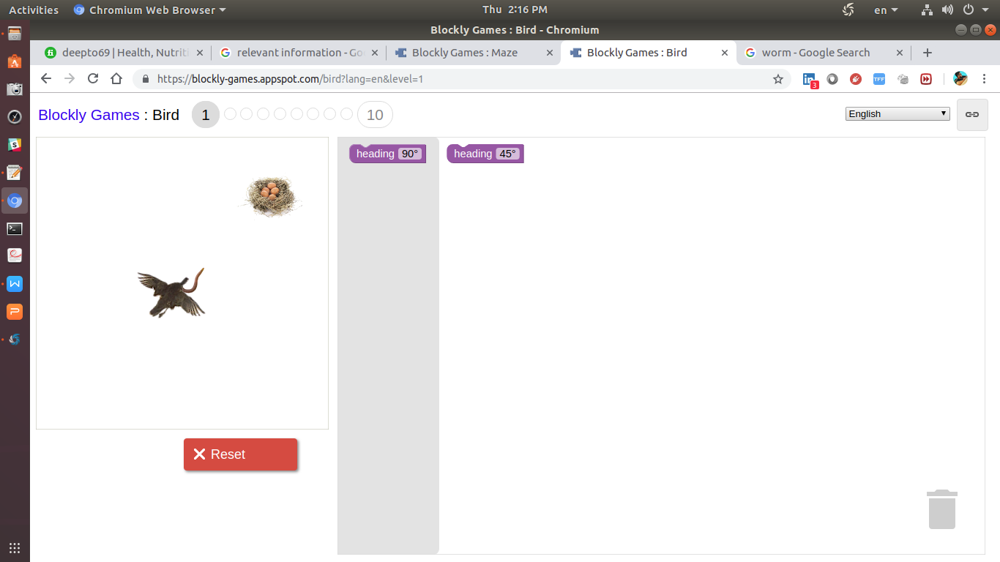 Activities Chromium Web Browser Thu 2:16 PM en
Blockly Games : Bird - Chromium
deepto69 | Health, Nutriti relevant information - Go Blockly Games : Maze Blockly Games : Bird worm - Google Search
https://blockly-games.appspot.com/bird?lang=en&level=1 in 3 TFF
Blockly Games : Bird 1 10 English
heading 90° heading 45°
Reset